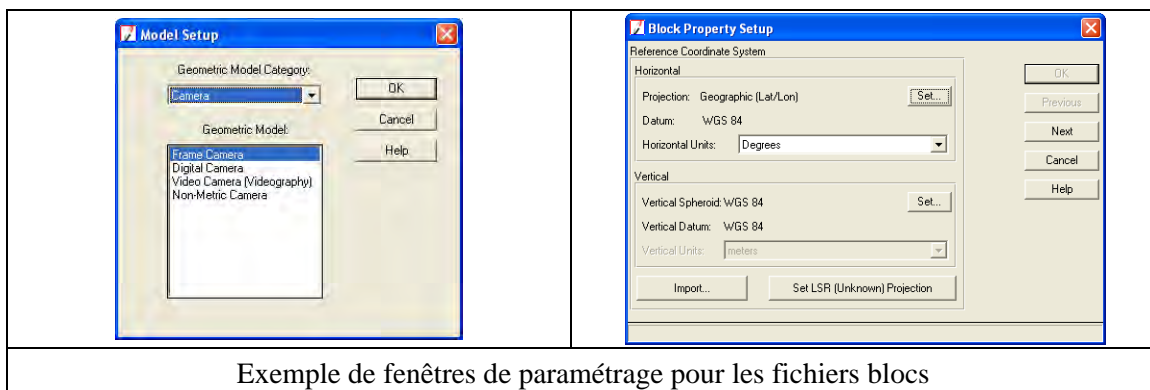 Model Setup
Geometric Model Category:
Camera
OK
Cancel
Geometric Model:
Help
Frame Camera
Digital Camera
Video Camera (Videography)
Non-Metric Camera
Block Property Setup
Reference Coordinate System
Horizontal
OK
Projection: Geographic (Lat/Lon)
Set...
Previous
Datum: WGS 84
Next
Horizontal Units: Degrees
Cancel
Vertical
Help
Vertical Spheroid: WGS 84
Set...
Vertical Datum: WGS 84
Vertical Units: meters
Import...
Set LSR (Unknown) Projection
Exemple de fenêtres de paramétrage pour les fichiers blocs